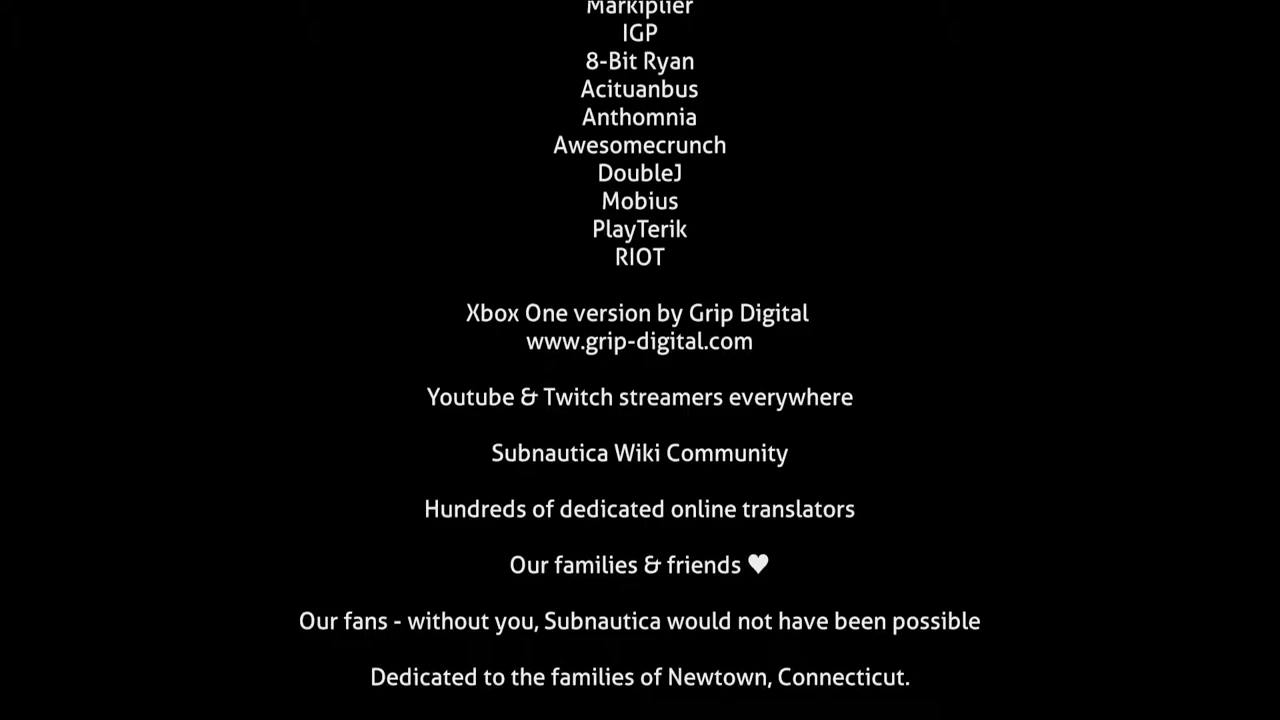 Markiplier
IGP
8-Bit Ryan
Acituanbus
Anthomnia
Awesomecrunch
DoubleJ
Mobius
PlayTerik
RIOT
Xbox One version by Grip Digital
www.grip-digital.com
Youtube & Twitch streamers everywhere
Subnautica Wiki Community
Hundreds of dedicated online translators
Our families & friends ♥
Our fans - without you, Subnautica would not have been possible
Dedicated to the families of Newtown, Connecticut.